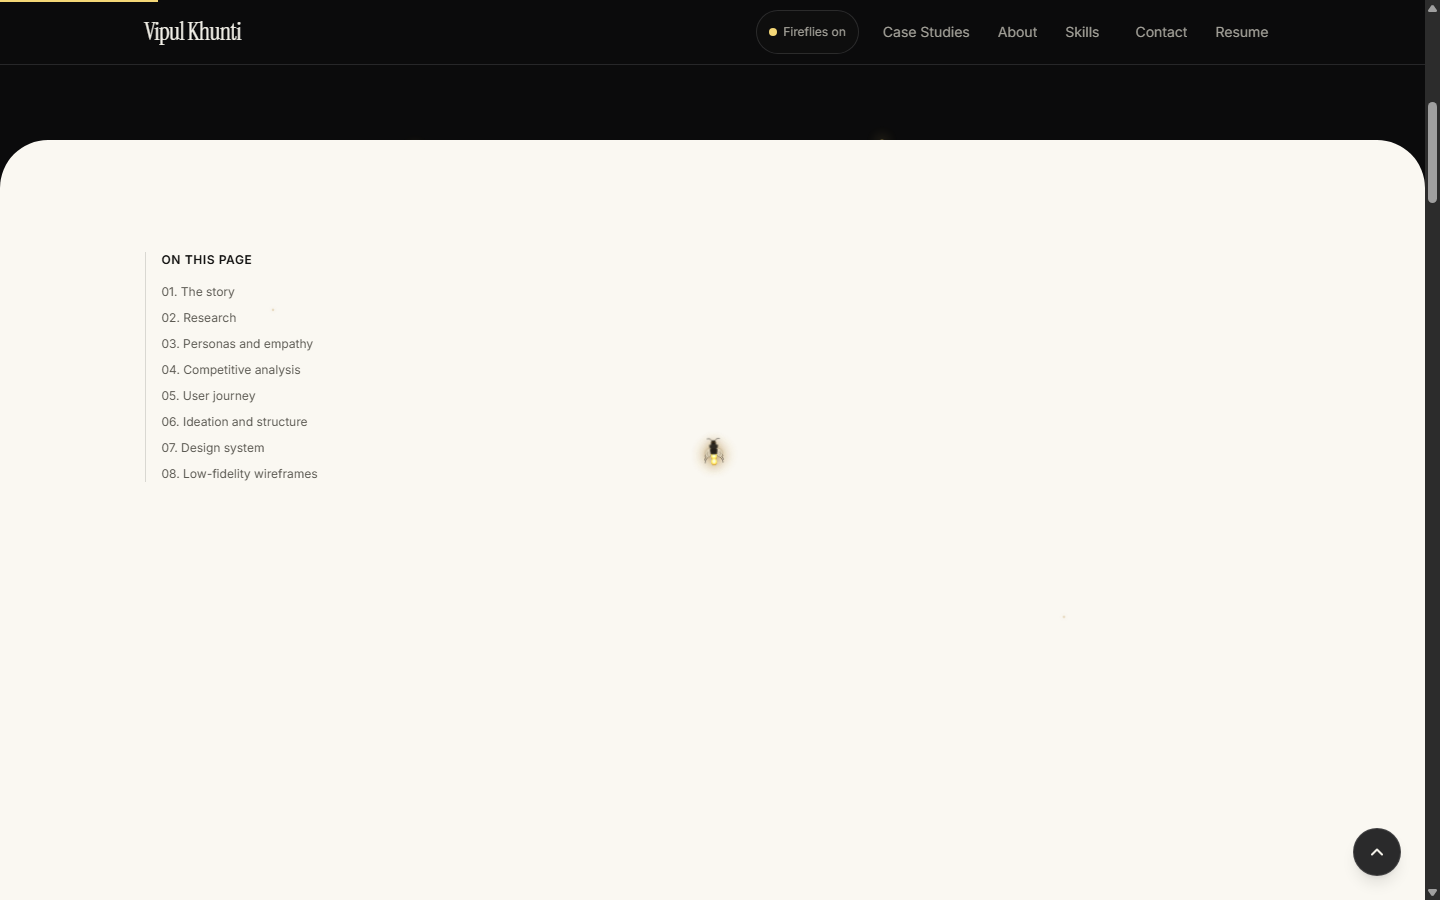 Vipul Khunti
Fireflies on
Case Studies
About
Skills
Contact
Resume
ON THIS PAGE
01. The story
02. Research
03. Personas and empathy
04. Competitive analysis
05. User journey
06. Ideation and structure
07. Design system
08. Low-fidelity wireframes